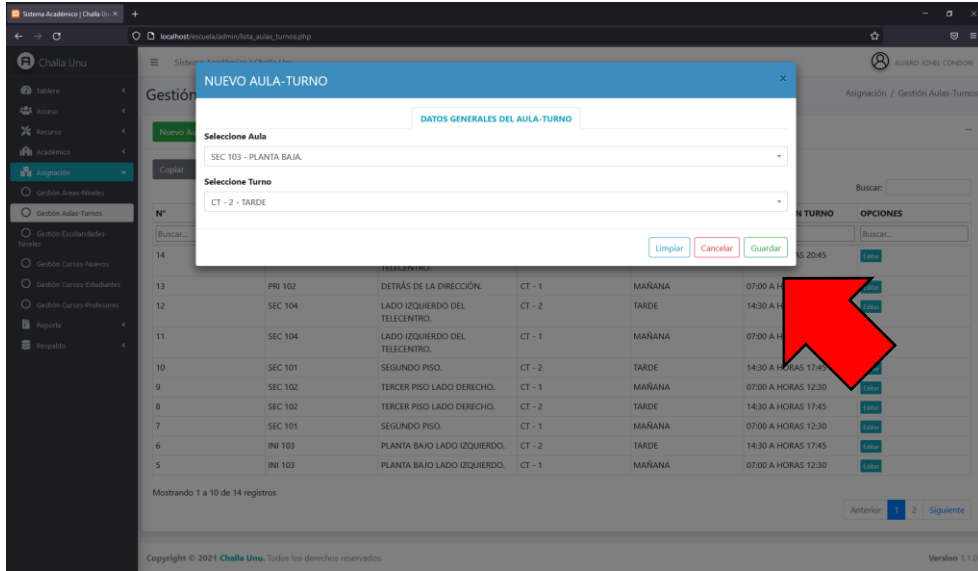 Sistema Académico | Challa Un
localhost/escuela/admin/lista_aulas_turnos.php
Challa Unu
ALVARO JOHEL CONDORI
Tablero
Acceso
Recurso
Académico
Asignación
Gestión Áreas-Niveles
Gestión Aulas-Turnos
Gestión Escolaridades-
Niveles
Gestión Cursos-Nuevos
Gestión Cursos-Estudiantes
Gestión Cursos-Profesores
Reporte
Respaldo
Gestión
Asignación / Gestión Aulas-Turnos
Nuevo Au
Copiar
NUEVO AULA-TURNO
×
DATOS GENERALES DEL AULA-TURNO
Seleccione Aula
SEC 103 - PLANTA BAJA.
Seleccione Turno
CT - 2 - TARDE
Limpiar Cancelar Guardar
Buscar:
N° N TURNO OPCIONES
Buscar... Buscar...
14 TELECENTRO. AS 20:45 Editar
13 PRI 102 DETRÁS DE LA DIRECCIÓN. CT - 1 MAÑANA 07:00 A H Editar
12 SEC 104 LADO IZQUIERDO DEL CT - 2 TARDE 14:30 A H Editar
TELECENTRO.
11 SEC 104 LADO IZQUIERDO DEL CT - 1 MAÑANA 07:00 A H
TELECENTRO.
10 SEC 101 SEGUNDO PISO. CT - 2 TARDE 14:30 A HORAS 17:45 Editar
9 SEC 102 TERCER PISO LADO DERECHO. CT - 1 MAÑANA 07:00 A HORAS 12:30 Editar
8 SEC 102 TERCER PISO LADO DERECHO. CT - 2 TARDE 14:30 A HORAS 17:45 Editar
7 SEC 101 SEGUNDO PISO. CT - 1 MAÑANA 07:00 A HORAS 12:30 Editar
6 INI 103 PLANTA BAJO LADO IZQUIERDO. CT - 2 TARDE 14:30 A HORAS 17:45 Editar
5 INI 103 PLANTA BAJO LADO IZQUIERDO. CT - 1 MAÑANA 07:00 A HORAS 12:30 Editar
Mostrando 1 a 10 de 14 registros
Anterior 1 2 Siguiente
Copyright © 2021 Challa Unu. Todos los derechos reservados.
Version 1.1.0